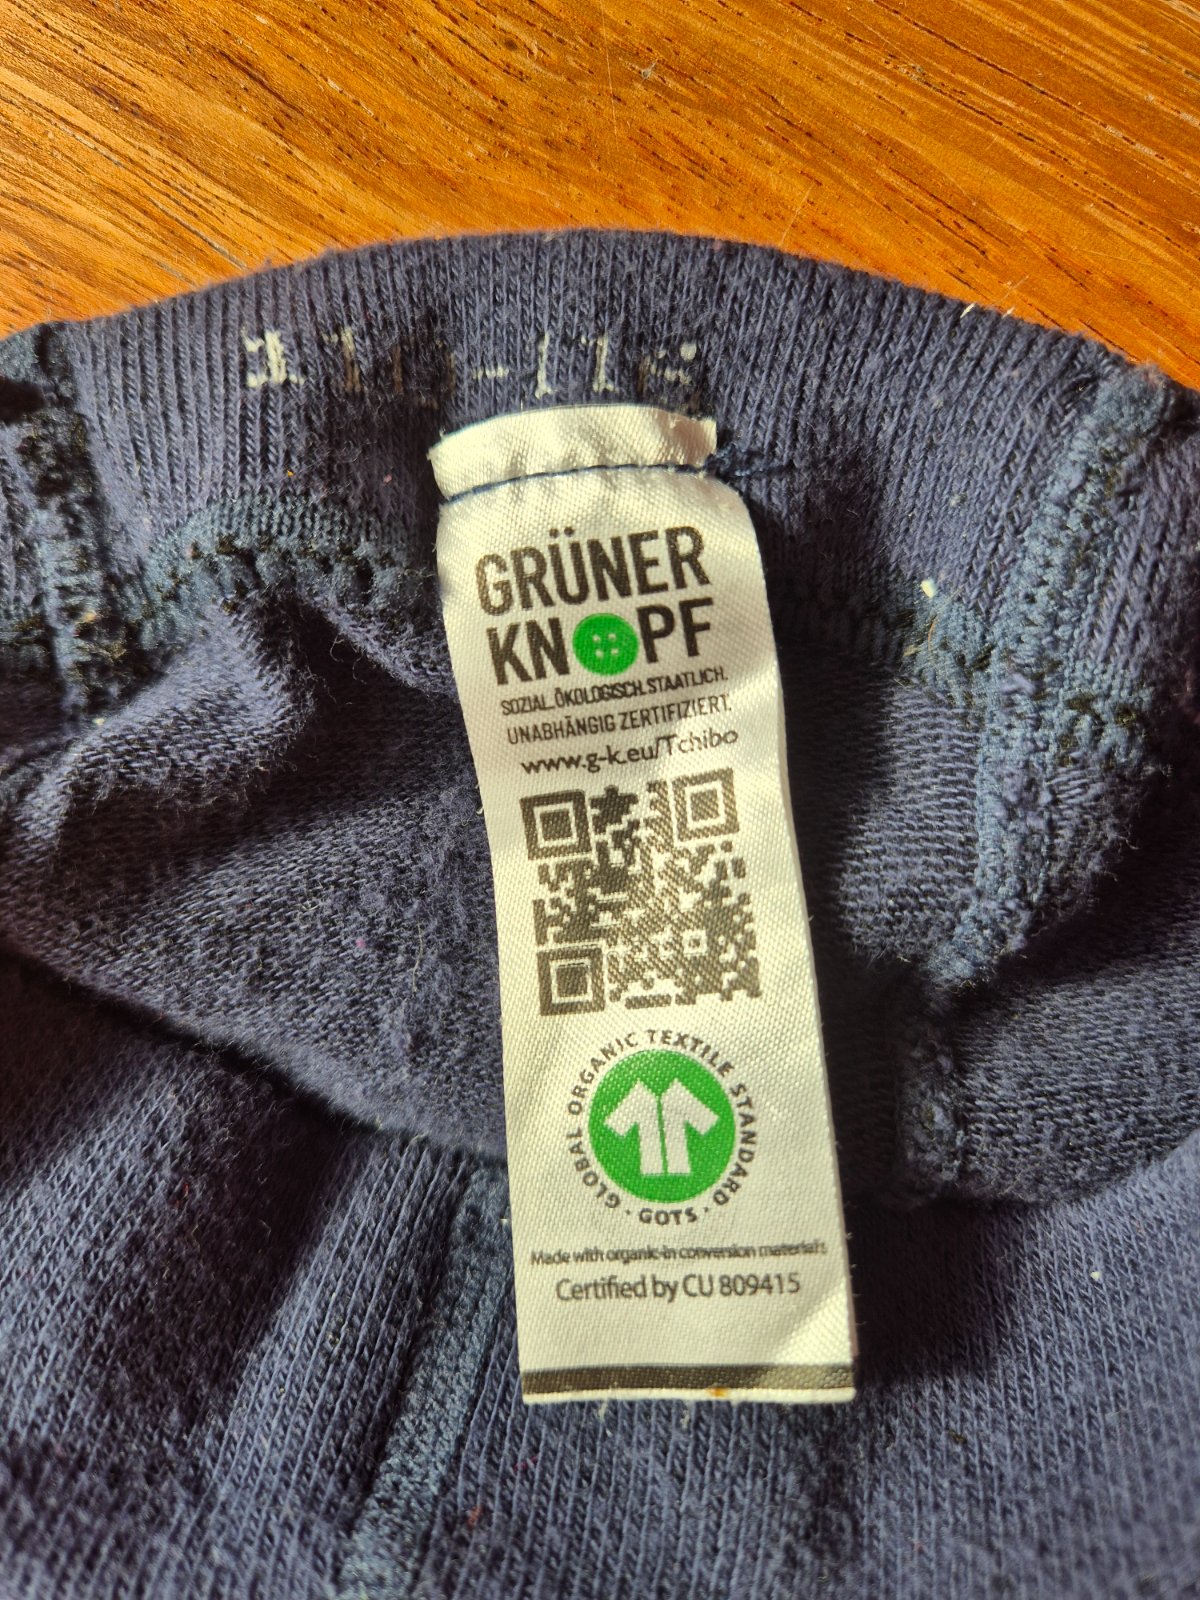 GRÜNER
KNOPF
SOZIAL. ÖKOLOGISCH. STAATLICH.
UNABHÄNGIG ZERTIFIZIERT.
www.g-k.eu/Tchibo
GLOBAL ORGANIC TEXTILE STANDARD
· GOTS ·
Made with organic-in conversion materials
Certified by CU 809415